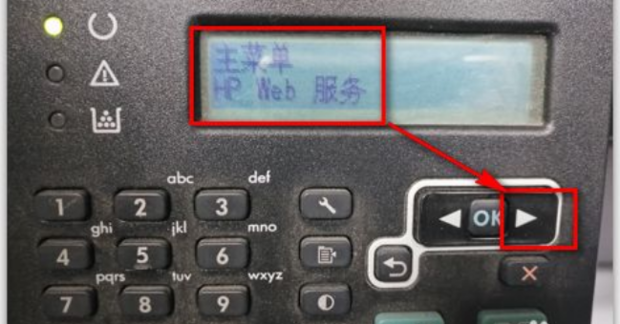 主菜单
HP Web 服务
abc
def
1
2
3
OK
ghi
jkl
mno
4
5
6
pqrs
tuv
wxyz
7
8
9